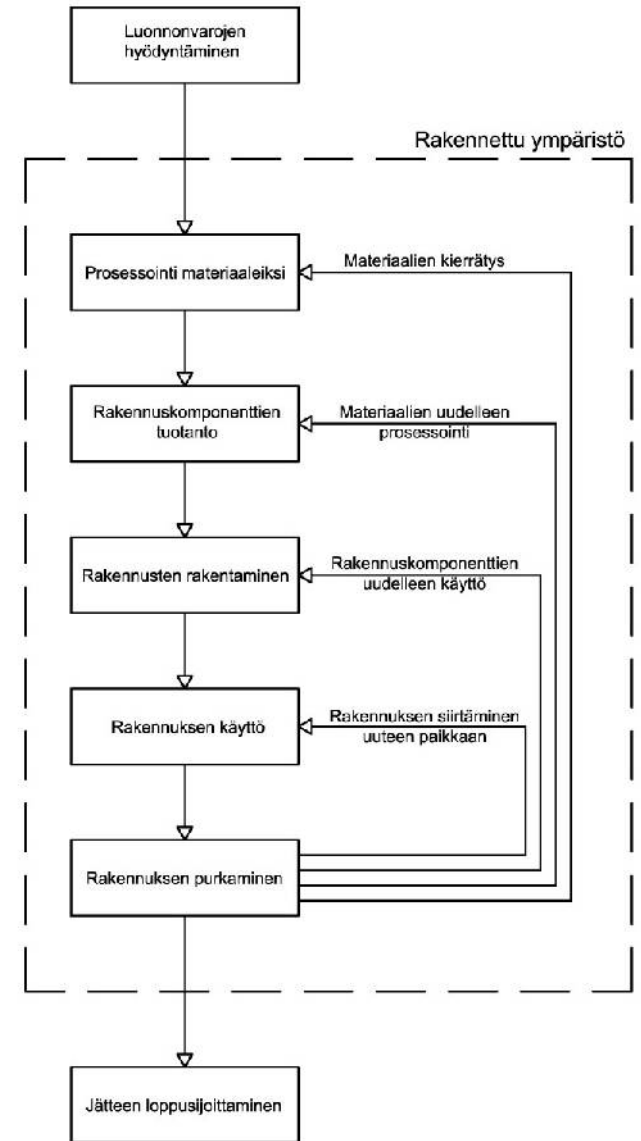 Luonnonvarojen
hyödyntäminen
Rakennettu ympäristö
Prosessointi materiaaleiksi
Materiaalien kierrätys
Rakennuskomponenttien
tuotanto
Materiaalien uudelleen
prosessointi
Rakennusten rakentaminen
Rakennuskomponenttien
uudelleen käyttö
Rakennuksen käyttö
Rakennuksen siirtäminen
uuteen paikkaan
Rakennuksen purkaminen
Jätteen loppusijoittaminen